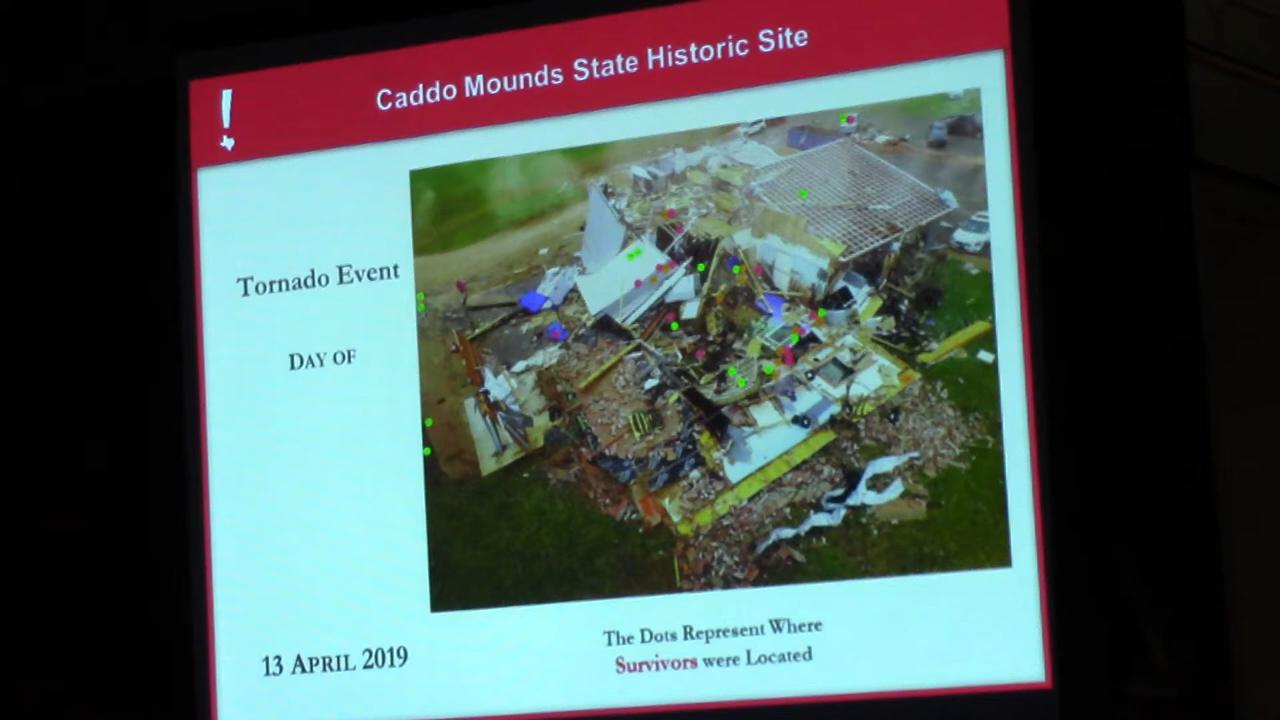 Caddo Mounds State Historic Site
Tornado Event
DAY OF
13 APRIL 2019
The Dots Represent Where
Survivors were Located